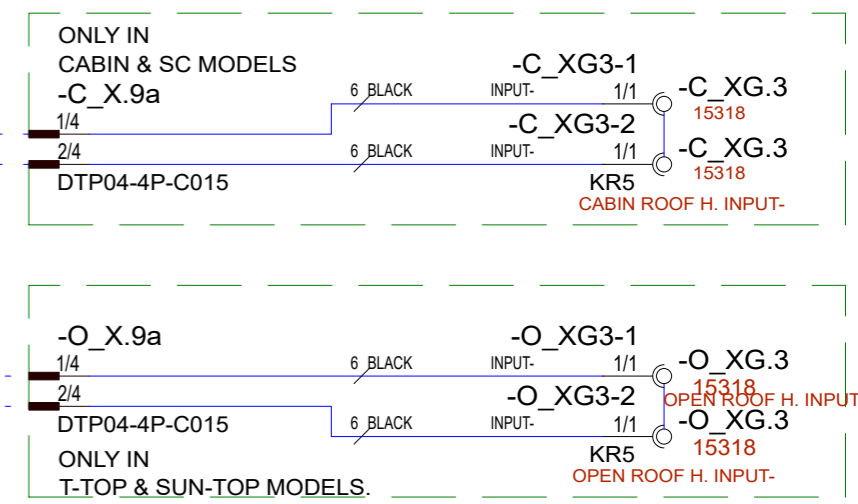 ONLY IN
CABIN & SC MODELS
-C_X.9a
1/4
2/4
DTP04-4P-C015
6 BLACK
INPUT-
-C_XG3-1
1/1
-C_XG.3
15318
6 BLACK
INPUT-
-C_XG3-2
1/1
-C_XG.3
15318
KR5
CABIN ROOF H. INPUT-
-O_X.9a
1/4
2/4
DTP04-4P-C015
ONLY IN
T-TOP & SUN-TOP MODELS.
6 BLACK
INPUT-
-O_XG3-1
1/1
-O_XG.3
15318
OPEN ROOF H. INPUT
6 BLACK
INPUT-
-O_XG3-2
1/1
-O_XG.3
15318
KR5
OPEN ROOF H. INPUT-